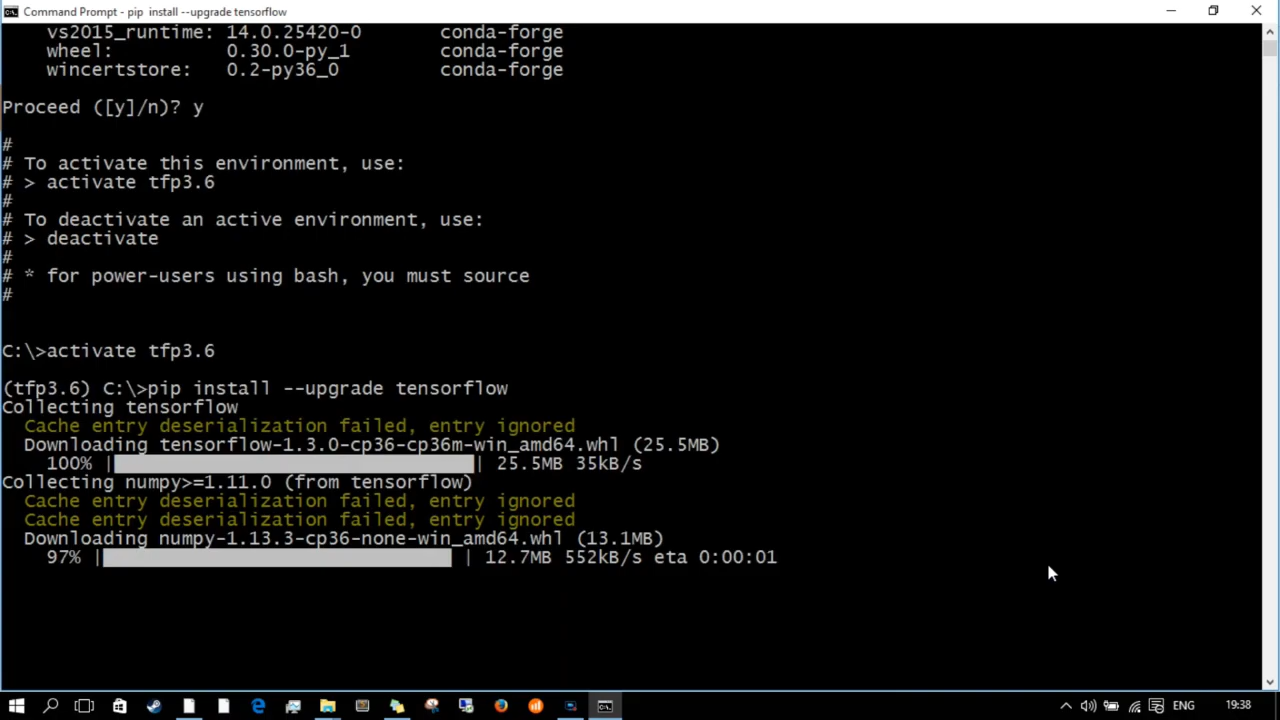 Command Prompt - pip install --upgrade tensorflow
vs2015_runtime: 14.0.25420-0 conda-forge
wheel: 0.30.0-py_1 conda-forge
wincertstore: 0.2-py36_0 conda-forge
Proceed ([y]/n)? y
#
# To activate this environment, use:
# > activate tfp3.6
#
# To deactivate an active environment, use:
# > deactivate
#
# * for power-users using bash, you must source
#
C:\>activate tfp3.6
(tfp3.6) C:\>pip install --upgrade tensorflow
Collecting tensorflow
Cache entry deserialization failed, entry ignored
Downloading tensorflow-1.3.0-cp36-cp36m-win_amd64.whl (25.5MB)
100% |████████████████████████████████| 25.5MB 35kB/s
Collecting numpy>=1.11.0 (from tensorflow)
Cache entry deserialization failed, entry ignored
Cache entry deserialization failed, entry ignored
Downloading numpy-1.13.3-cp36-none-win_amd64.whl (13.1MB)
97% |███████████████████████████████ | 12.7MB 552kB/s eta 0:00:01
ENG 19:38